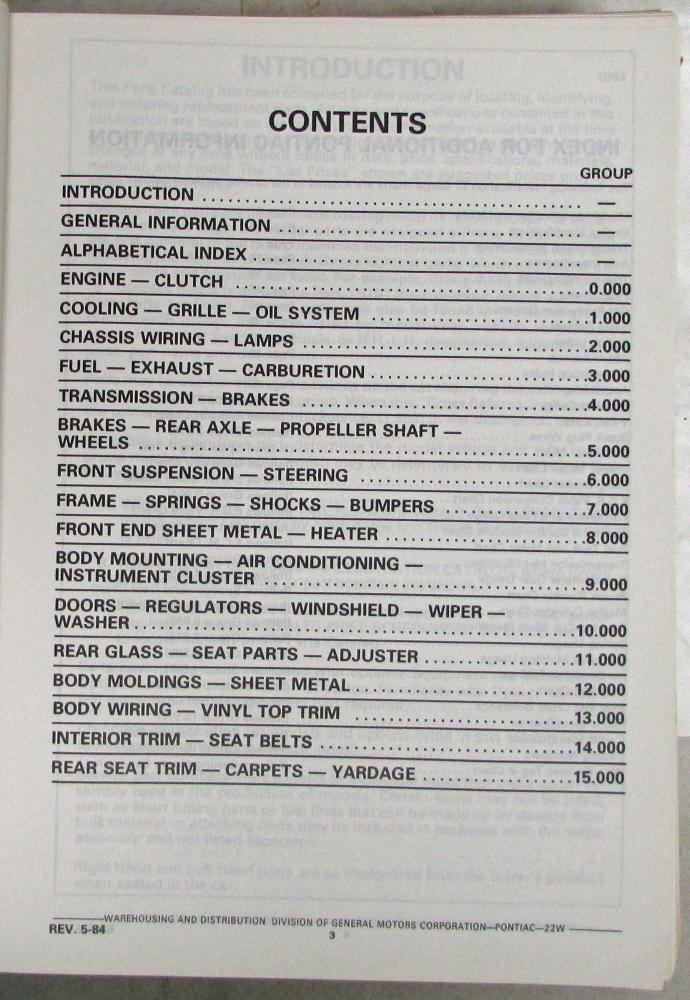 CONTENTS
GROUP
INTRODUCTION ........................................ —
GENERAL INFORMATION ........................................ —
ALPHABETICAL INDEX ........................................ —
ENGINE — CLUTCH ........................................ 0.000
COOLING — GRILLE — OIL SYSTEM ........................................ 1.000
CHASSIS WIRING — LAMPS ........................................ 2.000
FUEL — EXHAUST — CARBURETION ........................................ 3.000
TRANSMISSION — BRAKES ........................................ 4.000
BRAKES — REAR AXLE — PROPELLER SHAFT —
WHEELS ........................................ 5.000
FRONT SUSPENSION — STEERING ........................................ 6.000
FRAME — SPRINGS — SHOCKS — BUMPERS ........................................ 7.000
FRONT END SHEET METAL — HEATER ........................................ 8.000
BODY MOUNTING — AIR CONDITIONING —
INSTRUMENT CLUSTER ........................................ 9.000
DOORS — REGULATORS — WINDSHIELD — WIPER —
WASHER ........................................ 10.000
REAR GLASS — SEAT PARTS — ADJUSTER ........................................ 11.000
BODY MOLDINGS — SHEET METAL ........................................ 12.000
BODY WIRING — VINYL TOP TRIM ........................................ 13.000
INTERIOR TRIM — SEAT BELTS ........................................ 14.000
REAR SEAT TRIM — CARPETS — YARDAGE ........................................ 15.000
WAREHOUSING AND DISTRIBUTION DIVISION OF GENERAL MOTORS CORPORATION—PONTIAC—22W
REV. 5-84
3